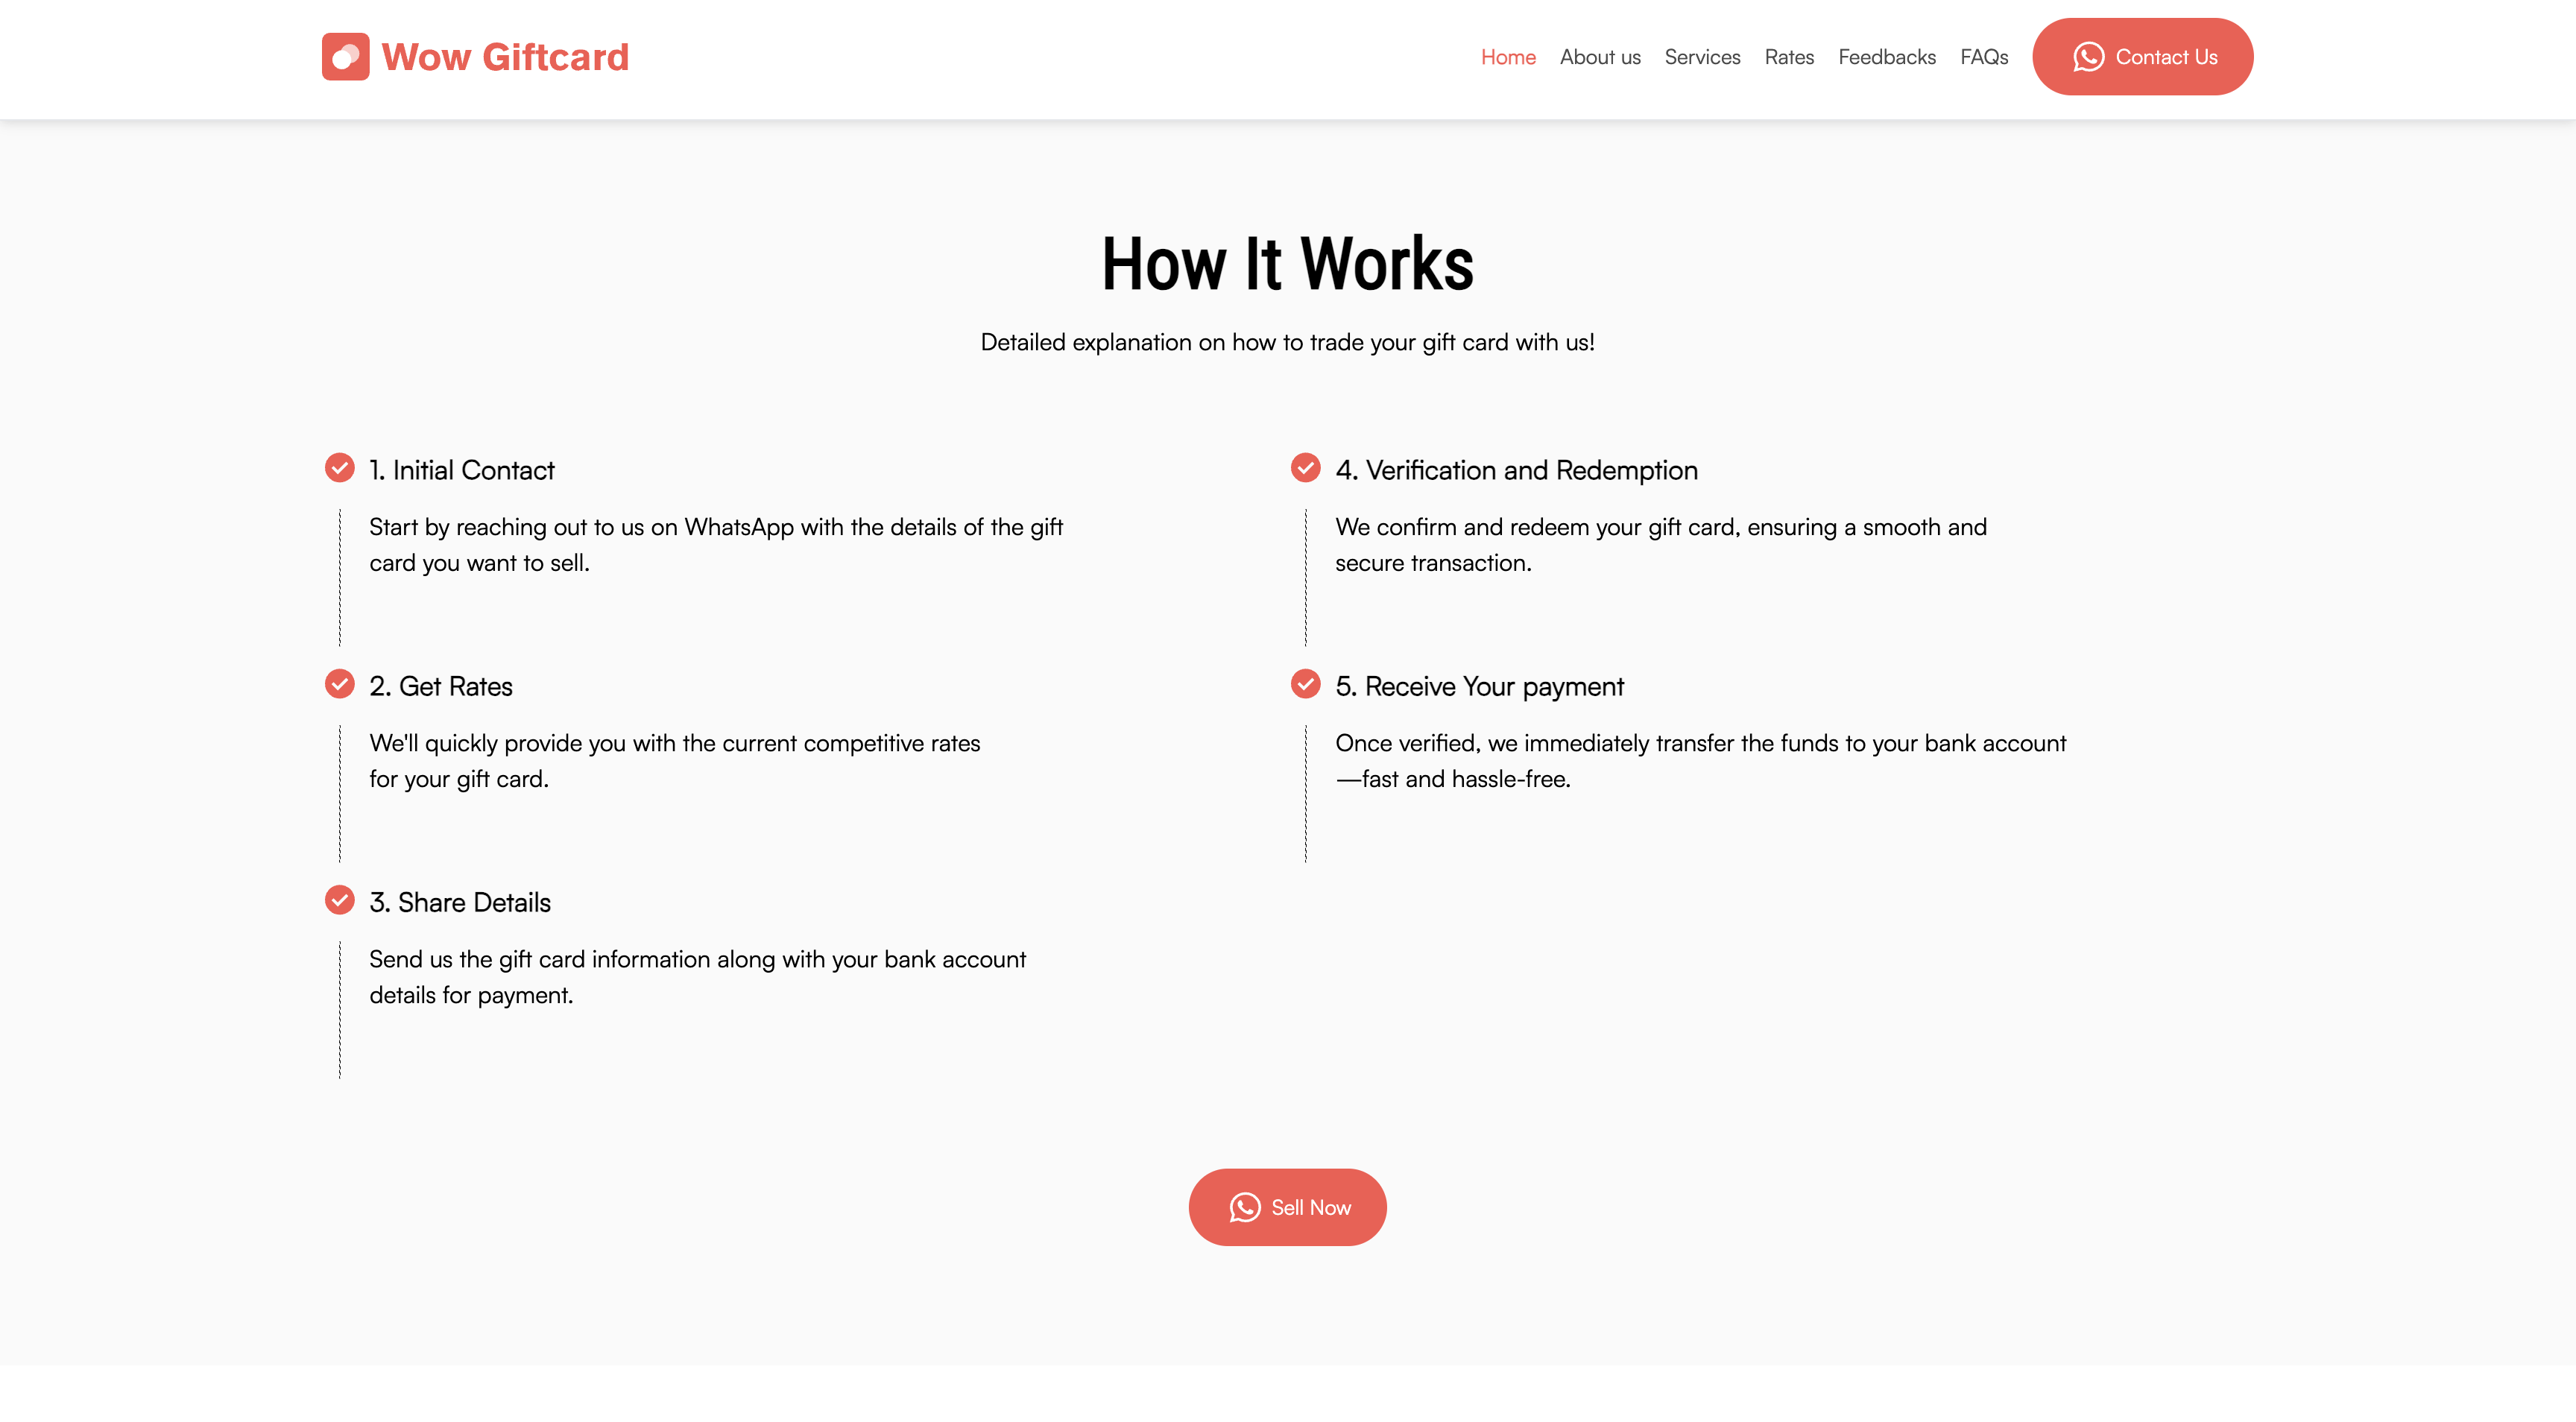 Wow Giftcard
Home About us Services Rates Feedbacks FAQs Contact Us
How It Works
Detailed explanation on how to trade your gift card with us!
1. Initial Contact
Start by reaching out to us on WhatsApp with the details of the gift
card you want to sell.
2. Get Rates
We'll quickly provide you with the current competitive rates
for your gift card.
3. Share Details
Send us the gift card information along with your bank account
details for payment.
4. Verification and Redemption
We confirm and redeem your gift card, ensuring a smooth and
secure transaction.
5. Receive Your payment
Once verified, we immediately transfer the funds to your bank account
—fast and hassle-free.
Sell Now